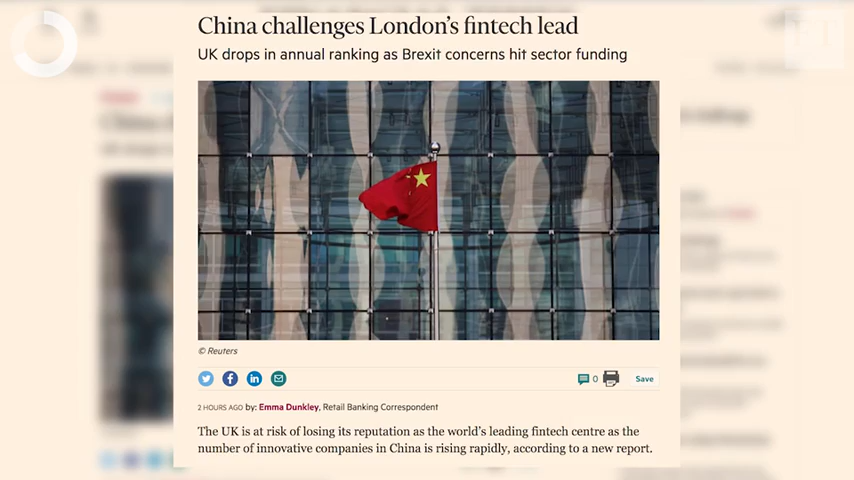 China challenges London's fintech lead
UK drops in annual ranking as Brexit concerns hit sector funding
© Reuters
0
Save
2 HOURS AGO by: Emma Dunkley, Retail Banking Correspondent
The UK is at risk of losing its reputation as the world's leading fintech centre as the
number of innovative companies in China is rising rapidly, according to a new report.